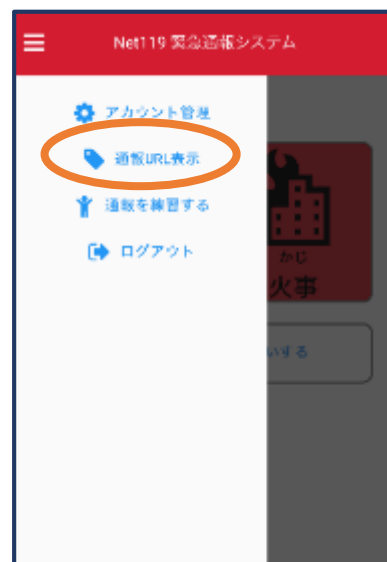 Net119 緊急通報システム
アカウント管理
通報URL表示
通報を練習する
ログアウト
かじ
火事
いする